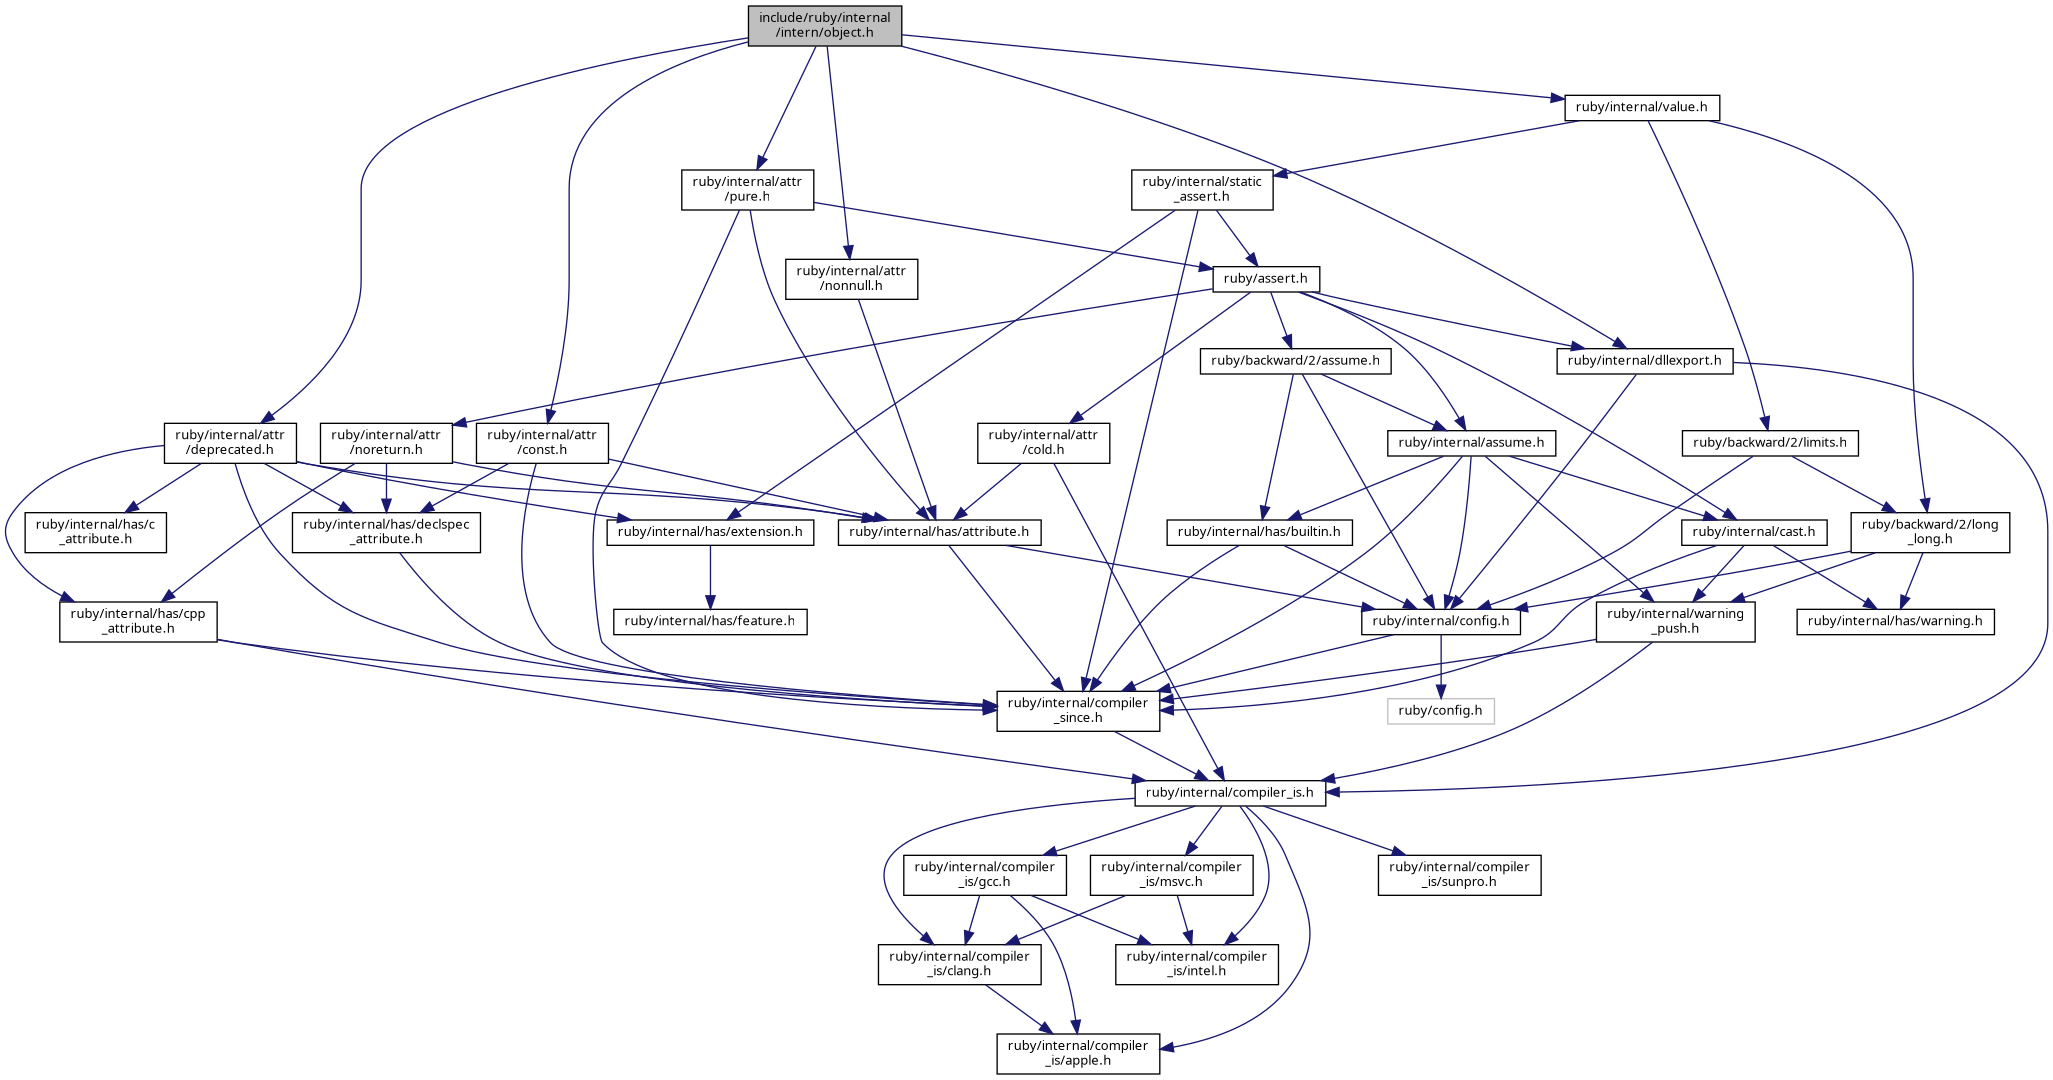 include/ruby/internal
/intern/object.h
ruby/internal/value.h
ruby/internal/attr
/pure.h
ruby/internal/static
_assert.h
ruby/internal/attr
/nonnull.h
ruby/assert.h
ruby/backward/2/assume.h
ruby/internal/dllexport.h
ruby/internal/attr
/deprecated.h
ruby/internal/attr
/noreturn.h
ruby/internal/attr
/const.h
ruby/internal/attr
/cold.h
ruby/internal/assume.h
ruby/backward/2/limits.h
ruby/internal/has/c
_attribute.h
ruby/internal/has/declspec
_attribute.h
ruby/internal/has/extension.h
ruby/internal/has/attribute.h
ruby/internal/has/builtin.h
ruby/internal/cast.h
ruby/backward/2/long
_long.h
ruby/internal/has/cpp
_attribute.h
ruby/internal/has/feature.h
ruby/internal/config.h
ruby/internal/warning
_push.h
ruby/internal/has/warning.h
ruby/internal/compiler
_since.h
ruby/config.h
ruby/internal/compiler_is.h
ruby/internal/compiler
_is/gcc.h
ruby/internal/compiler
_is/msvc.h
ruby/internal/compiler
_is/sunpro.h
ruby/internal/compiler
_is/clang.h
ruby/internal/compiler
_is/intel.h
ruby/internal/compiler
_is/apple.h